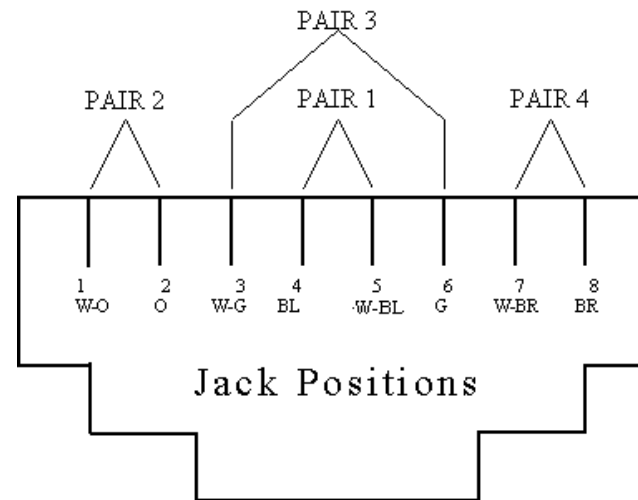 PAIR 3
PAIR 2 PAIR 1 PAIR 4
1 2 3 4 5 6 7 8
W-O O W-G BL W-BL G W-BR BR
Jack Positions